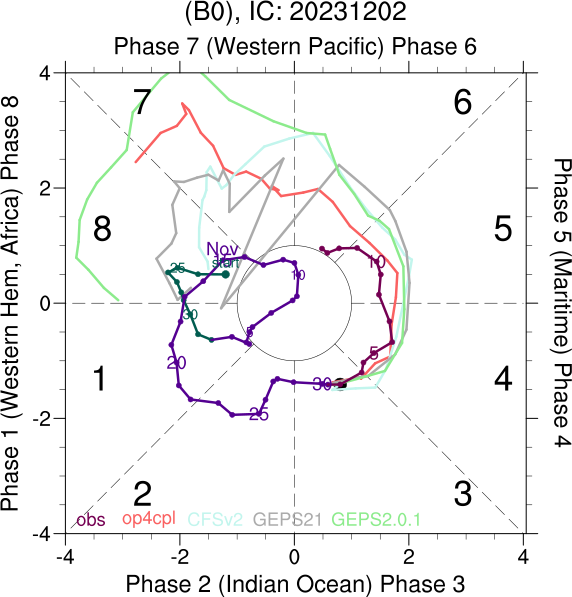 (B0), IC: 20231202
Phase 7 (Western Pacific) Phase 6
4
7
6
Phase 1 (Western Hem, Africa) Phase 8
Phase 5 (Maritime) Phase 4
2
8
5
Nov
start
25
10
10
0
30
5
5
1
20
30
4
-2
25
2
3
obs
op4cpl
CFSv2
GEPS21
GEPS2.0.1
-4
-4
-2
0
2
4
Phase 2 (Indian Ocean) Phase 3